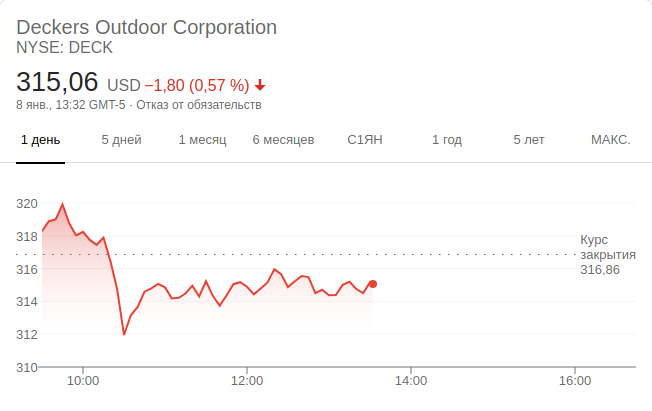 Deckers Outdoor Corporation
NYSE: DECK
315,06 USD −1,80 (0,57 %)
8 янв., 13:32 GMT-5 · Отказ от обязательств
1 день 5 дней 1 месяц 6 месяцев С1ЯН 1 год 5 лет МАКС.
320
318
Курс
закрытия
316,86
316
314
312
310
10:00 12:00 14:00 16:00